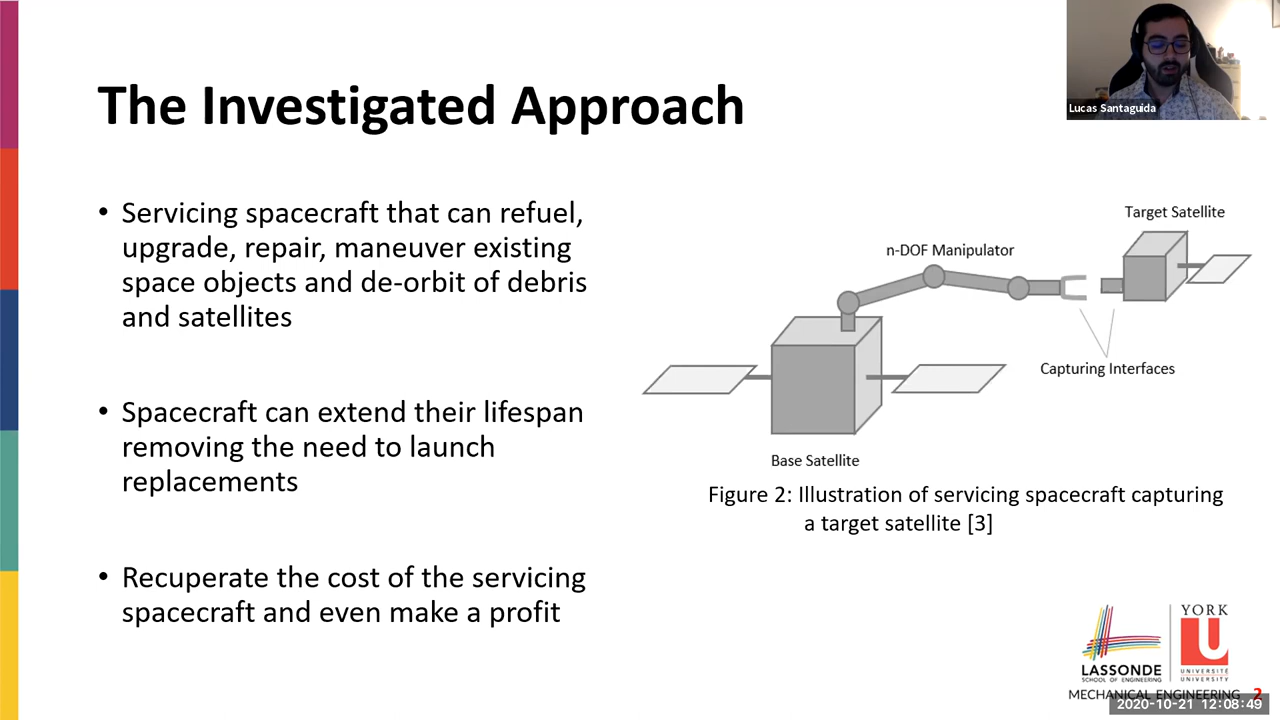 The Investigated Approach
Lucas Santaguida
• Servicing spacecraft that can refuel,
upgrade, repair, maneuver existing
space objects and de-orbit of debris
and satellites
• Spacecraft can extend their lifespan
removing the need to launch
replacements
• Recuperate the cost of the servicing
spacecraft and even make a profit
Target Satellite
n-DOF Manipulator
Capturing Interfaces
Base Satellite
Figure 2: Illustration of servicing spacecraft capturing
a target satellite [3]
LASSONDE
SCHOOL OF ENGINEERING
YORK
U
UNIVERSITÉ
UNIVERSITY
MECHANICAL ENGINEERING 2
2020-10-21 12:08:49